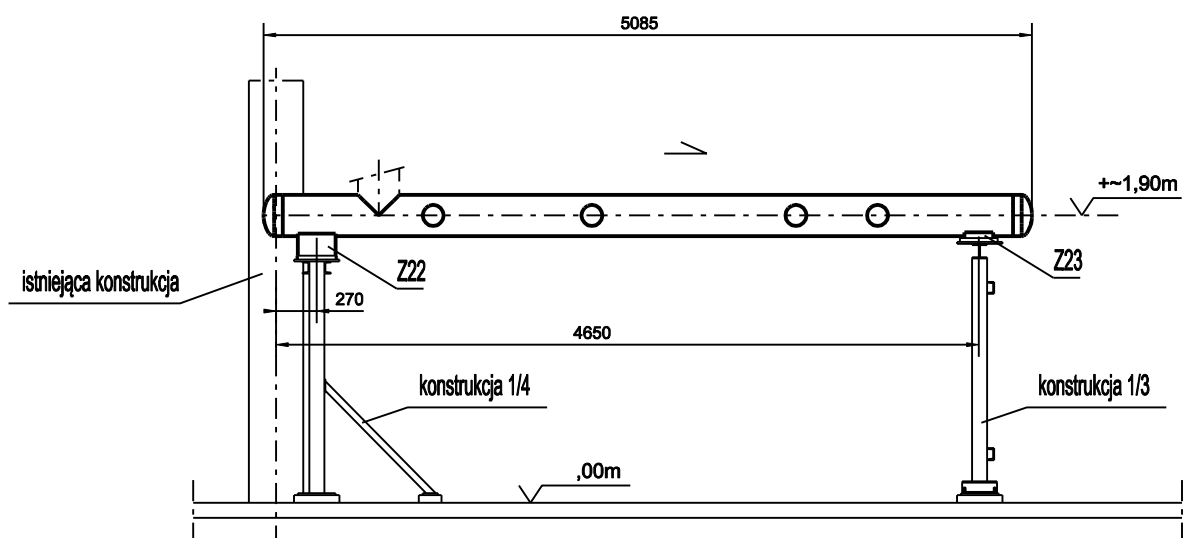 5085
+~1,90m
Z22
Z23
istniejąca konstrukcja
270
4650
konstrukcja 1/4
konstrukcja 1/3
,00m